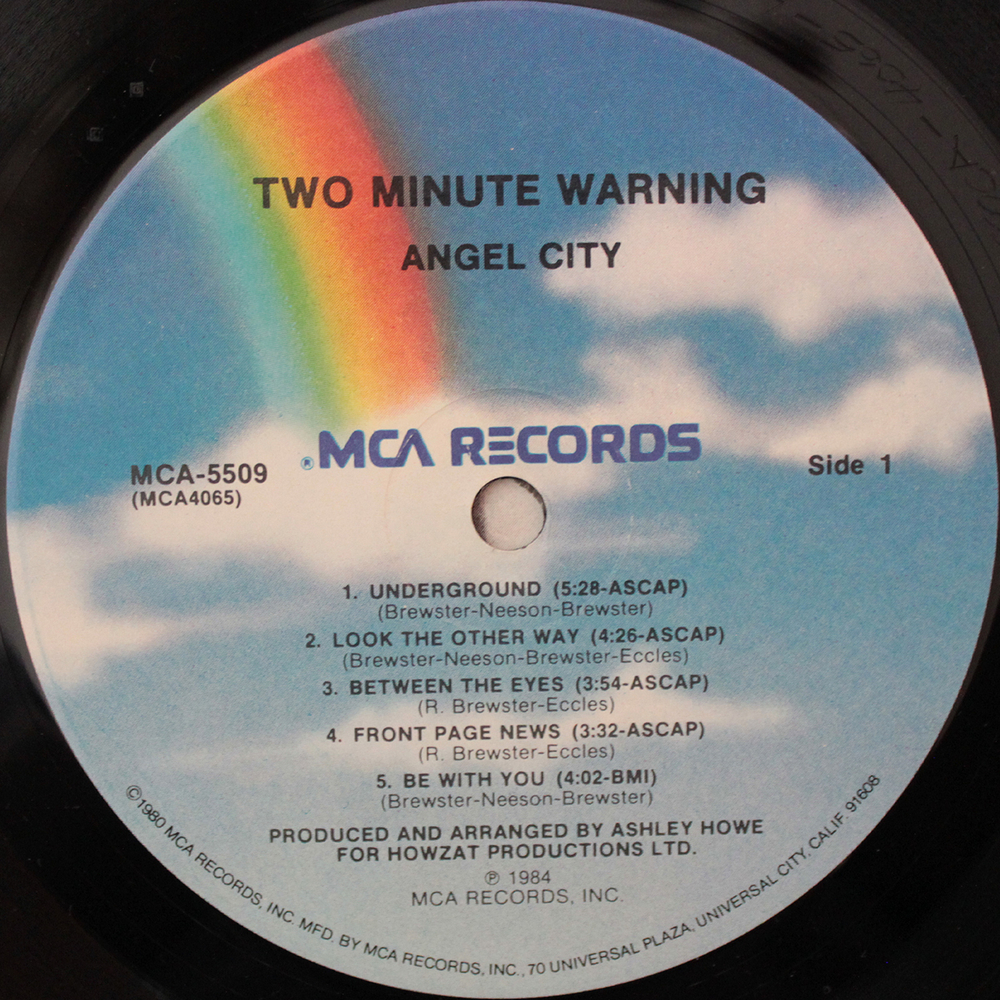 TWO MINUTE WARNING
ANGEL CITY
® MCA RECORDS
MCA-5509
(MCA4065)
Side 1
1. UNDERGROUND (5:28-ASCAP)
(Brewster-Neeson-Brewster)
2. LOOK THE OTHER WAY (4:26-ASCAP)
(Brewster-Neeson-Brewster-Eccles)
3. BETWEEN THE EYES (3:54-ASCAP)
(R. Brewster-Eccles)
4. FRONT PAGE NEWS (3:32-ASCAP)
(R. Brewster-Eccles)
5. BE WITH YOU (4:02-BMI)
(Brewster-Neeson-Brewster)
PRODUCED AND ARRANGED BY ASHLEY HOWE
FOR HOWZAT PRODUCTIONS LTD.
℗ 1984
MCA RECORDS, INC.
©1980 MCA RECORDS, INC. MFD. BY MCA RECORDS, INC., 70 UNIVERSAL PLAZA, UNIVERSAL CITY, CALIF. 91608